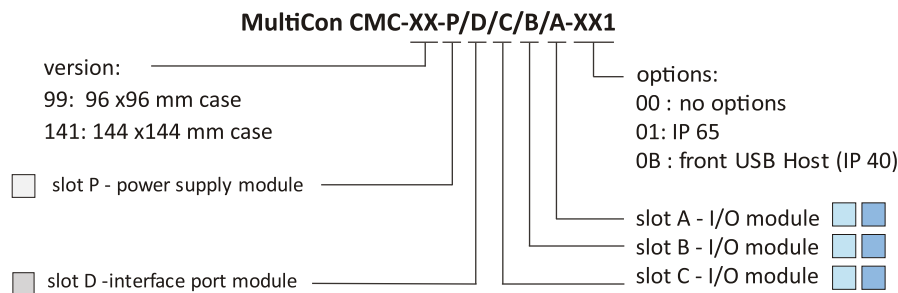 MultiCon CMC-XX-P/D/C/B/A-XX1
version:
99: 96 x96 mm case
141: 144 x144 mm case
slot P - power supply module
slot D -interface port module
options:
00 : no options
01: IP 65
0B : front USB Host (IP 40)
slot A - I/O module
slot B - I/O module
slot C - I/O module